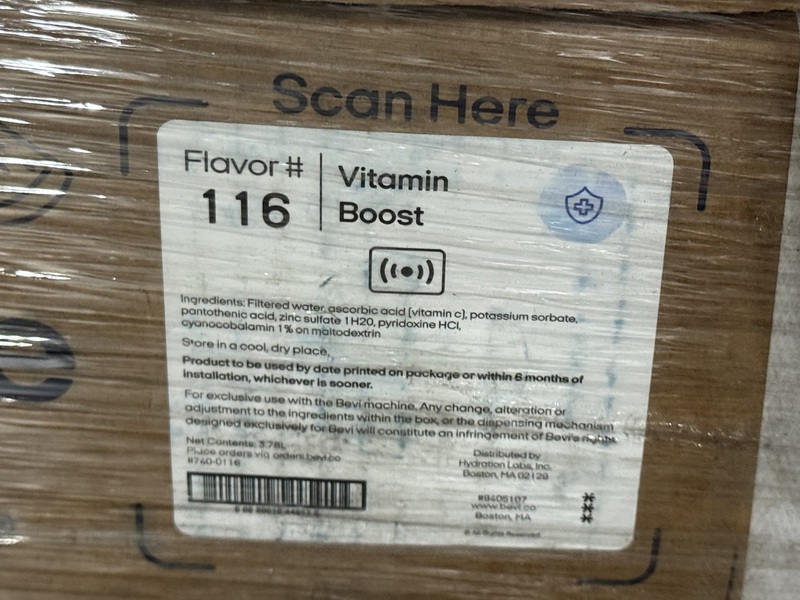 Scan Here
Flavor #
116
Vitamin
Boost
Ingredients: Filtered water, ascorbic acid (vitamin c), potassium sorbate,
pantothenic acid, zinc sulfate 1H20, pyridoxine HCl,
cyanocobalamin 1% on maltodextrin
Store in a cool, dry place.
Product to be used by date printed on package or within 6 months of
installation, whichever is sooner.
For exclusive use with the Bevi machine. Any change, alteration or
adjustment to the ingredients within the box, or the dispensing mechanism
designed exclusively for Bevi will constitute an infringement of Bevi's rights.
Net Contents: 3.78L
Place orders via orders.bevi.co
#740-0116
Distributed by
Hydration Labs, Inc.
Boston, MA 02129
#8405107
www.bevi.co
Boston, MA
© All Rights Reserved
e